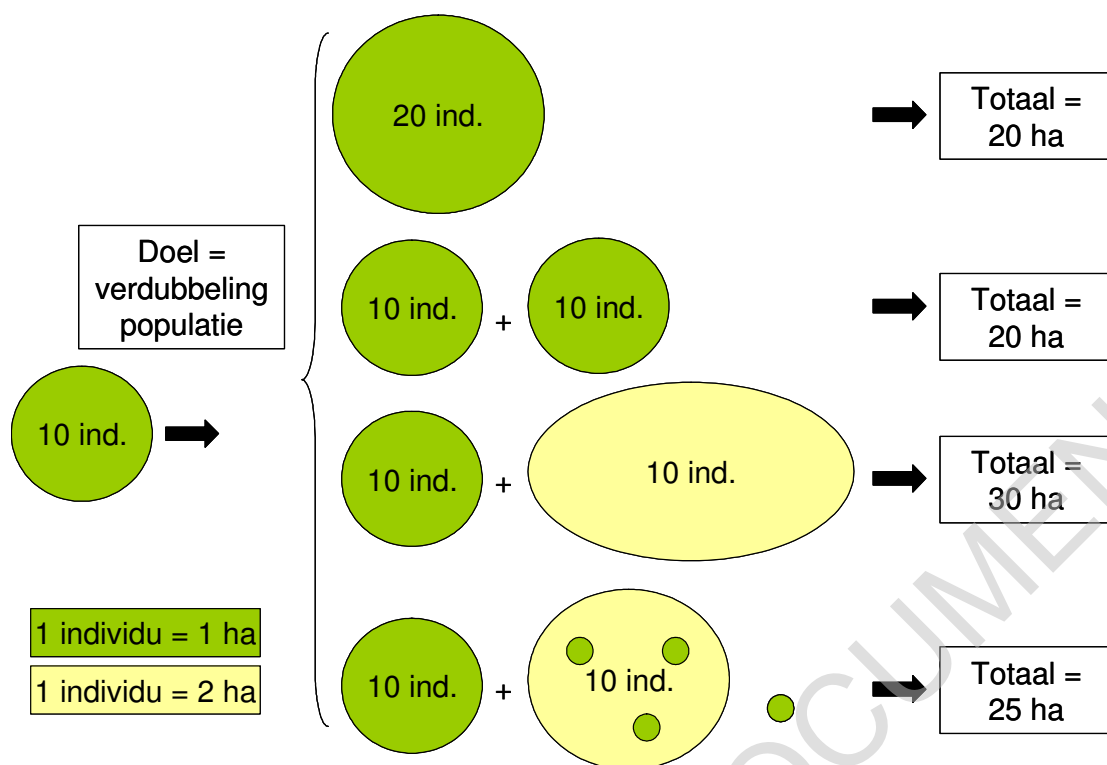 20 ind.
Totaal =
20 ha
Doel =
verdubbeling
populatie
10 ind.
+
10 ind.
Totaal =
20 ha
10 ind.
10 ind.
+
10 ind.
Totaal =
30 ha
1 individu = 1 ha
1 individu = 2 ha
10 ind.
+
10 ind.
Totaal =
25 ha